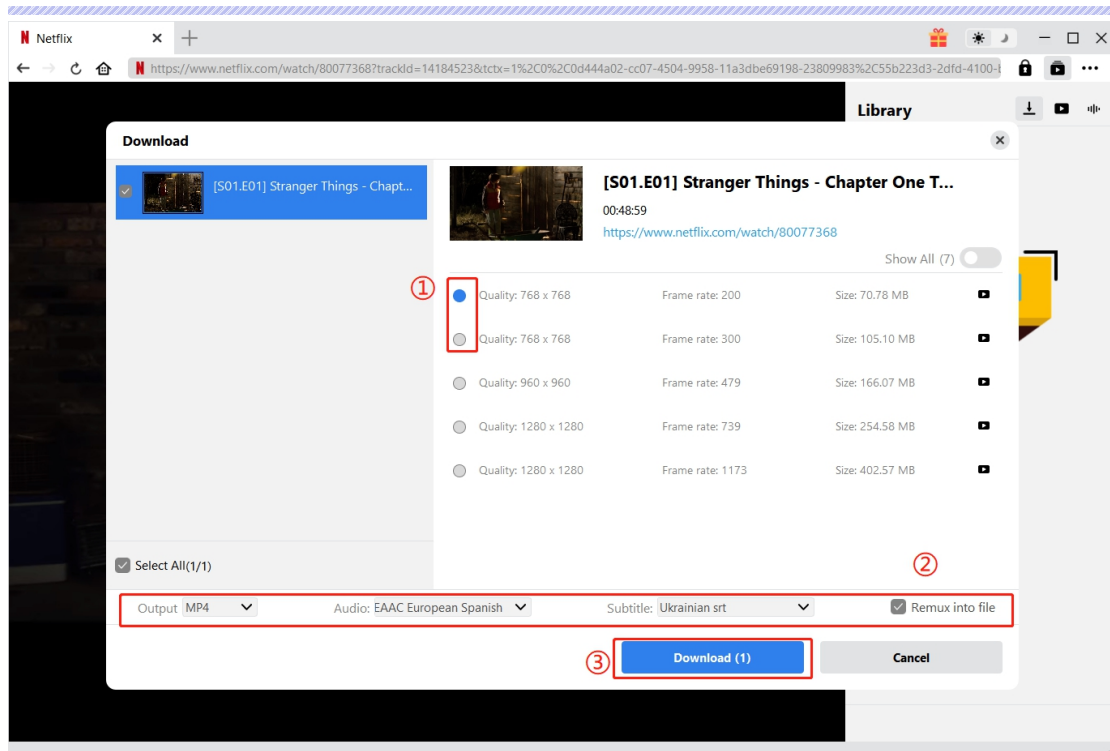 N Netflix
https://www.netflix.com/watch/80077368?trackId=14184523&tctx=1%2C0%2C0d444a02-cc07-4504-9958-11a3dbe69198-23809983%2C55b223d3-2dfd-4100-
Library
Download
[S01.E01] Stranger Things - Chapt...
[S01.E01] Stranger Things - Chapter One T...
00:48:59
https://www.netflix.com/watch/80077368
Show All (7)
①
Quality: 768 x 768 Frame rate: 200 Size: 70.78 MB
Quality: 768 x 768 Frame rate: 300 Size: 105.10 MB
Quality: 960 x 960 Frame rate: 479 Size: 166.07 MB
Quality: 1280 x 1280 Frame rate: 739 Size: 254.58 MB
Quality: 1280 x 1280 Frame rate: 1173 Size: 402.57 MB
Select All(1/1)
②
Output MP4 Audio: EAAC European Spanish Subtitle: Ukrainian srt Remux into file
③ Download (1) Cancel